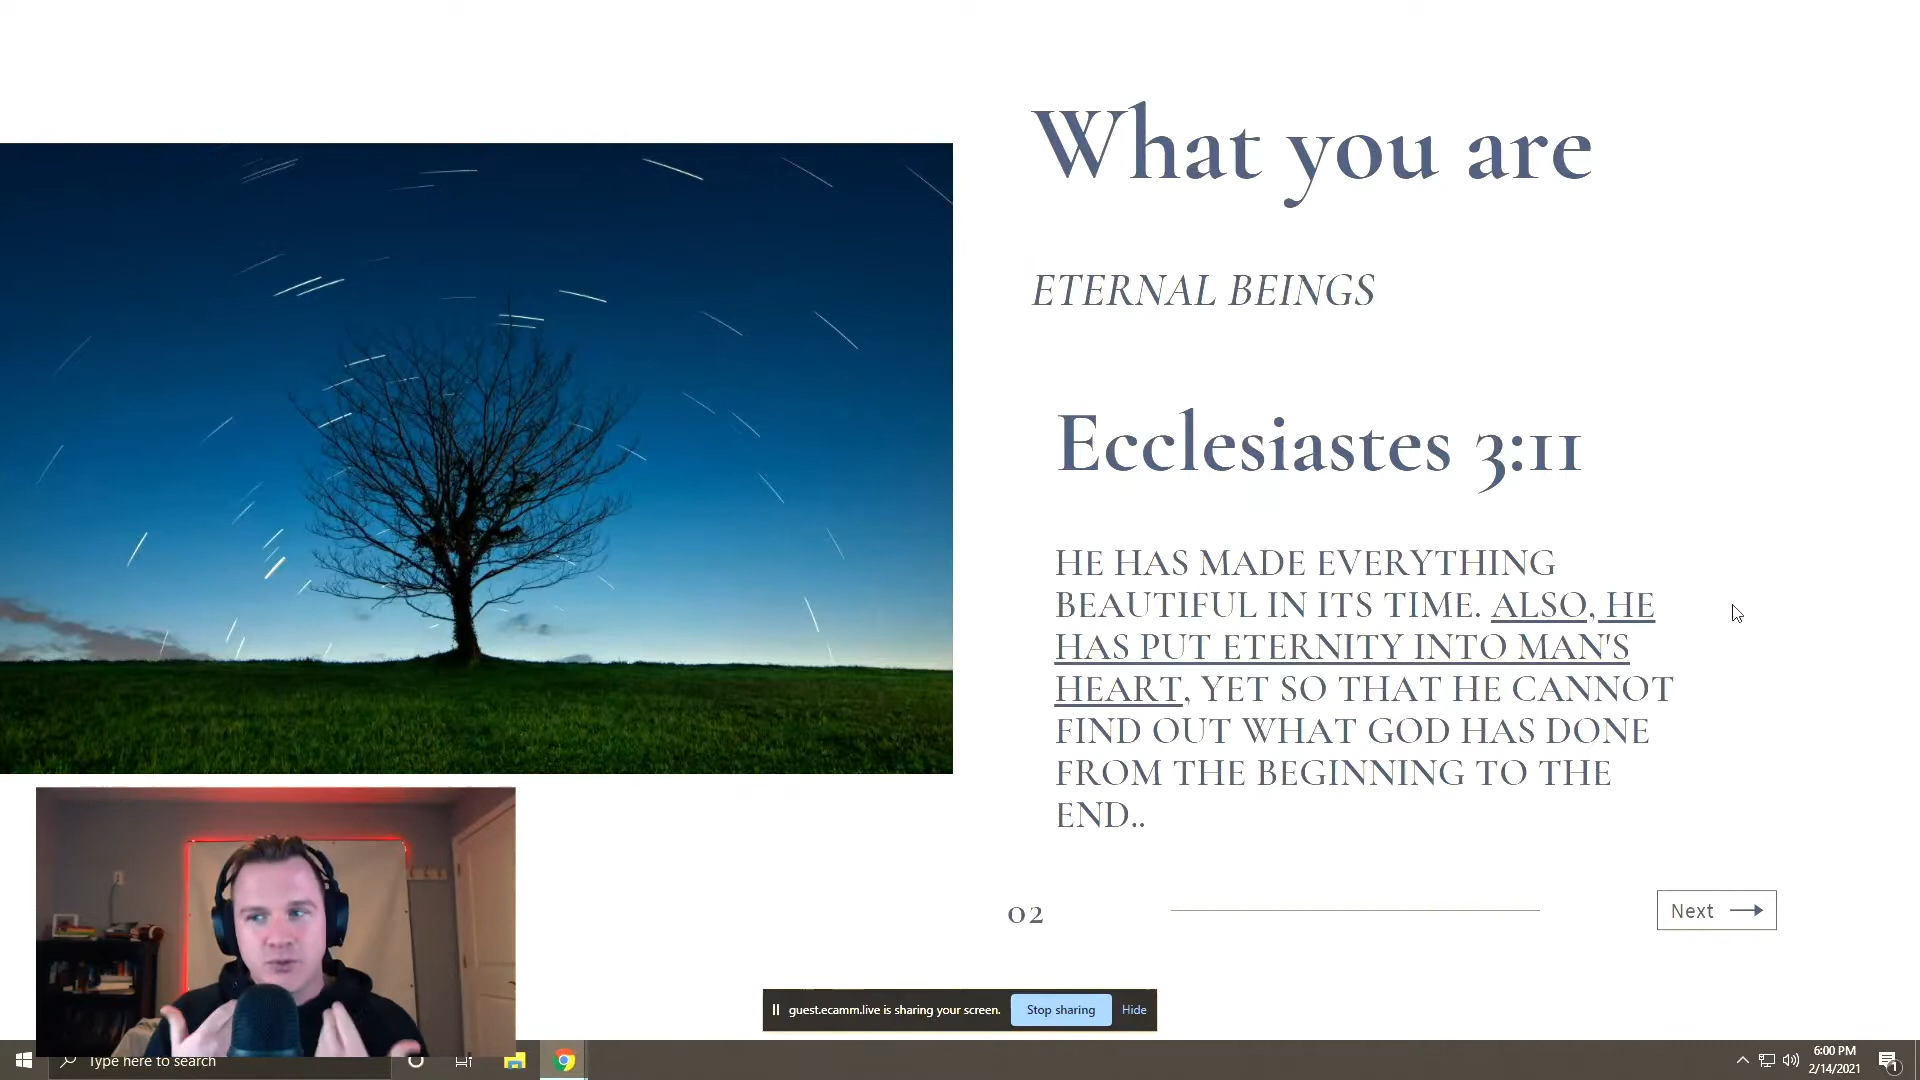 What you are
ETERNAL BEINGS
Ecclesiastes 3:11
HE HAS MADE EVERYTHING
BEAUTIFUL IN ITS TIME. ALSO, HE
HAS PUT ETERNITY INTO MAN'S
HEART, YET SO THAT HE CANNOT
FIND OUT WHAT GOD HAS DONE
FROM THE BEGINNING TO THE
END..
02
Next
guest.ecamm.live is sharing your screen.
Stop sharing
Hide
Type here to search
6:00 PM
2/14/2021
1